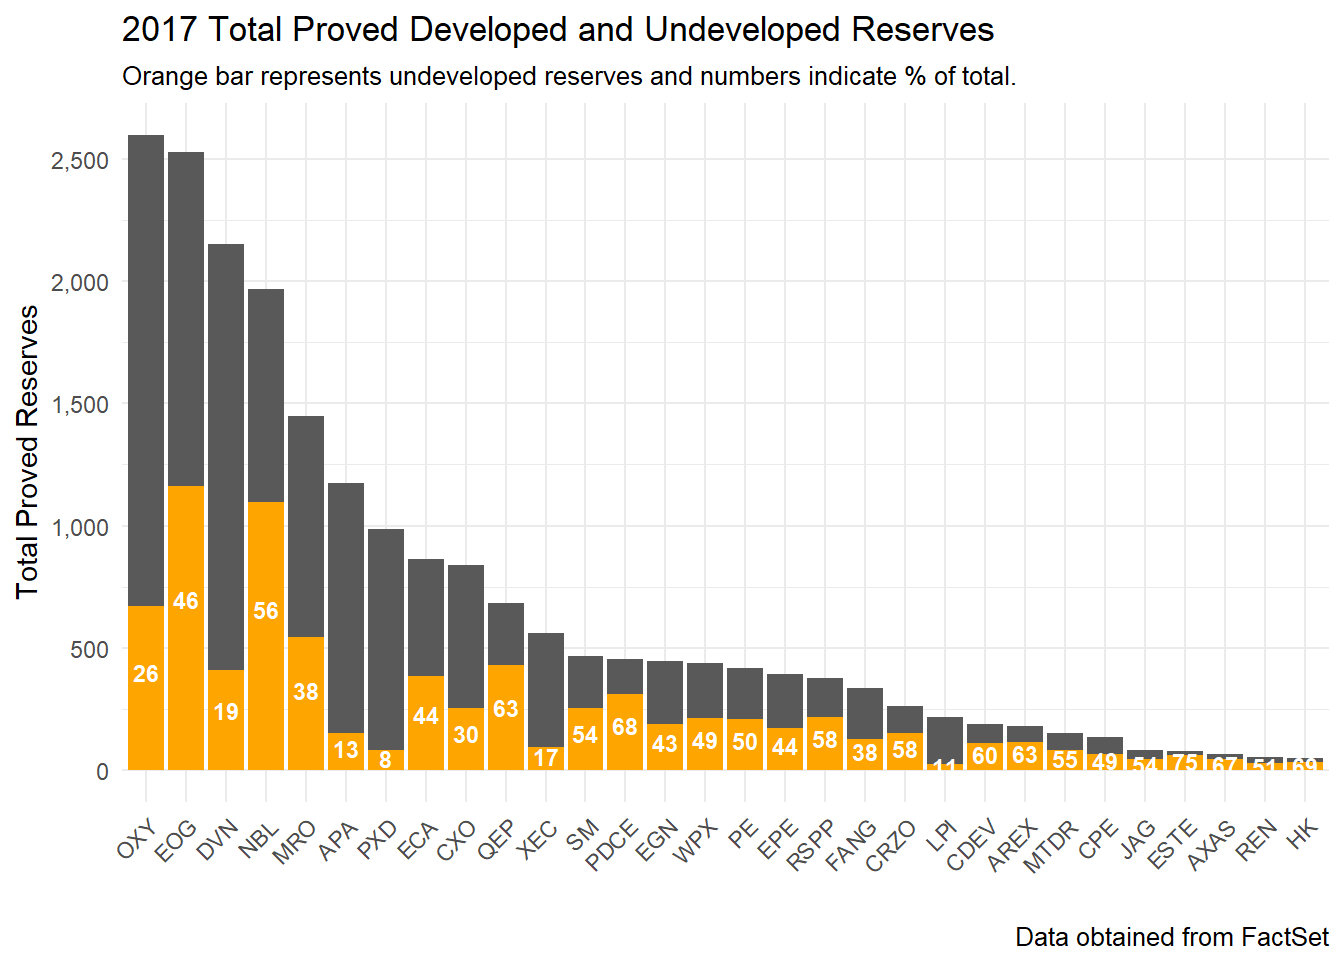 2017 Total Proved Developed and Undeveloped Reserves
Orange bar represents undeveloped reserves and numbers indicate % of total.
Total Proved Reserves
2,500
2,000
1,500
1,000
500
0
26 46 19 56 38 13 8 44 30 63 17 54 68 43 49 50 44 58 38 58 11 60 63 55 49 54 75 67 51 69
OXY EOG DVN NBL MRO APA PXD ECA CXO QEP XEC SM PDCE EGN WPX PE EPE RSPP FANG CRZO LPI CDEV AREX MTDR CPE JAG ESTE AXAS REN HK
Data obtained from FactSet